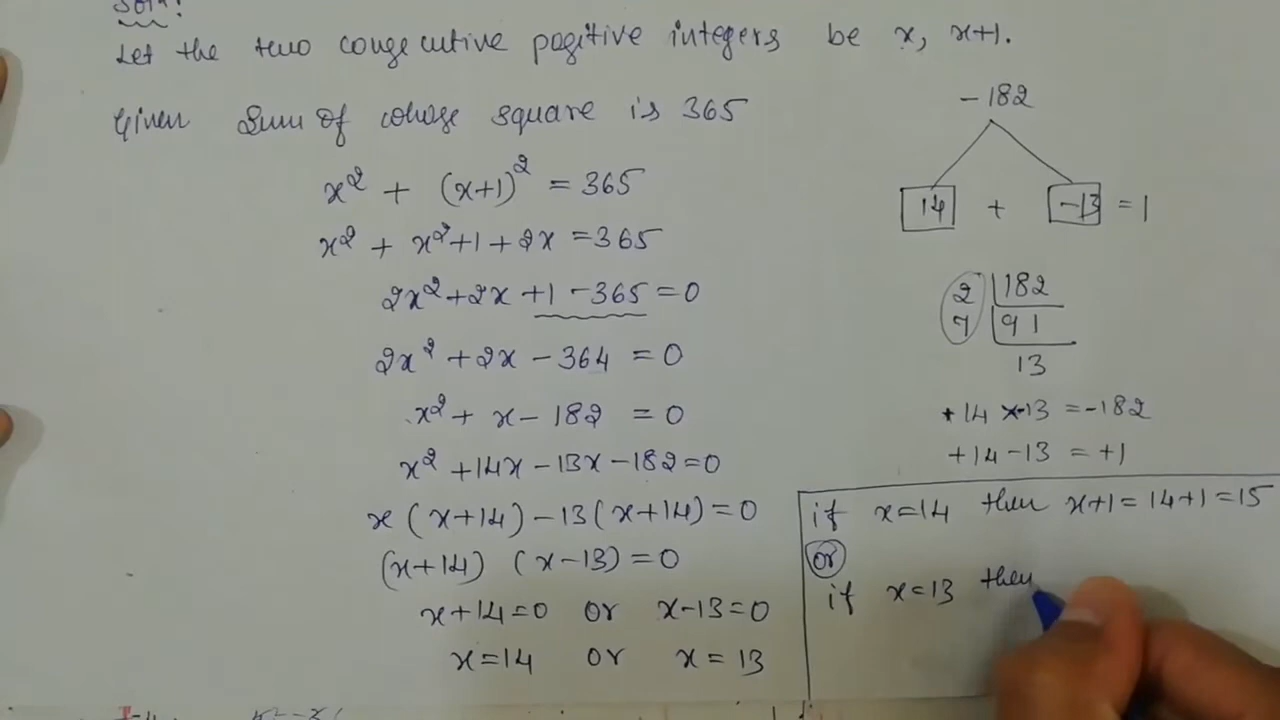 Soln:
Let the two consecutive positive integers be x, x+1.
Given Sum of whose square is 365
x² + (x+1)² = 365
x² + x²+1+2x =365
2x²+2x+1-365=0
2x²+2x-364=0
x²+x-182=0
x²+14x-13x-182=0
x(x+14)-13(x+14)=0
(x+14) (x-13)=0
x+14=0 or x-13=0
x=14 or x=13
-182
14 + -13 =1
2 182
7 91
13
+14 x-13 =-182
+14-13 =+1
if x=14 then x+1=14+1=15
or
if x=13 then